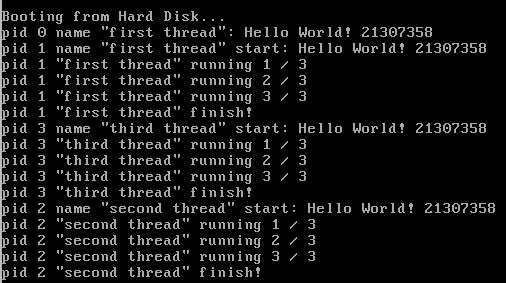 Booting from Hard Disk...
pid 0 name "first thread": Hello World! 21307358
pid 1 name "first thread" start: Hello World! 21307358
pid 1 "first thread" running 1 / 3
pid 1 "first thread" running 2 / 3
pid 1 "first thread" running 3 / 3
pid 1 "first thread" finish!
pid 3 name "third thread" start: Hello World! 21307358
pid 3 "third thread" running 1 / 3
pid 3 "third thread" running 2 / 3
pid 3 "third thread" running 3 / 3
pid 3 "third thread" finish!
pid 2 name "second thread" start: Hello World! 21307358
pid 2 "second thread" running 1 / 3
pid 2 "second thread" running 2 / 3
pid 2 "second thread" running 3 / 3
pid 2 "second thread" finish!